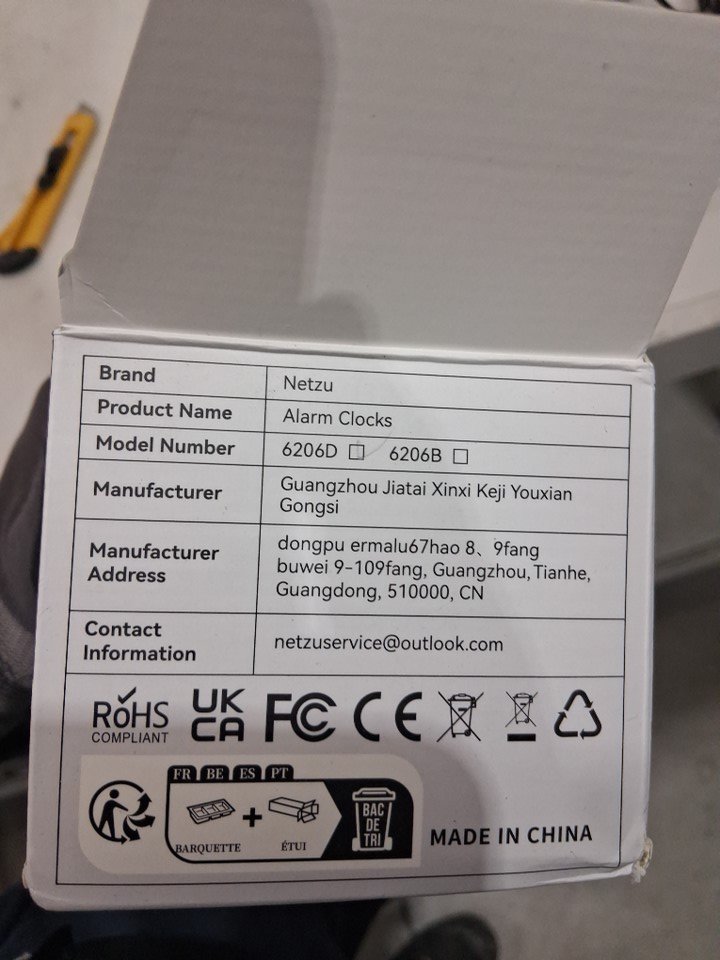 Brand
Netzu
Product Name
Alarm Clocks
Model Number
6206D □ 6206B □
Manufacturer
Guangzhou Jiatai Xinxi Keji Youxian
Gongsi
Manufacturer
Address
dongpu ermalu67hao 8、9fang
buwei 9-109fang, Guangzhou, Tianhe,
Guangdong, 510000, CN
Contact
Information
netzuservice@outlook.com
RoHS
COMPLIANT
UK
CA
FC
CE
FR BE ES PT
BARQUETTE
+
ÉTUI
BAC
DE
TRI
MADE IN CHINA